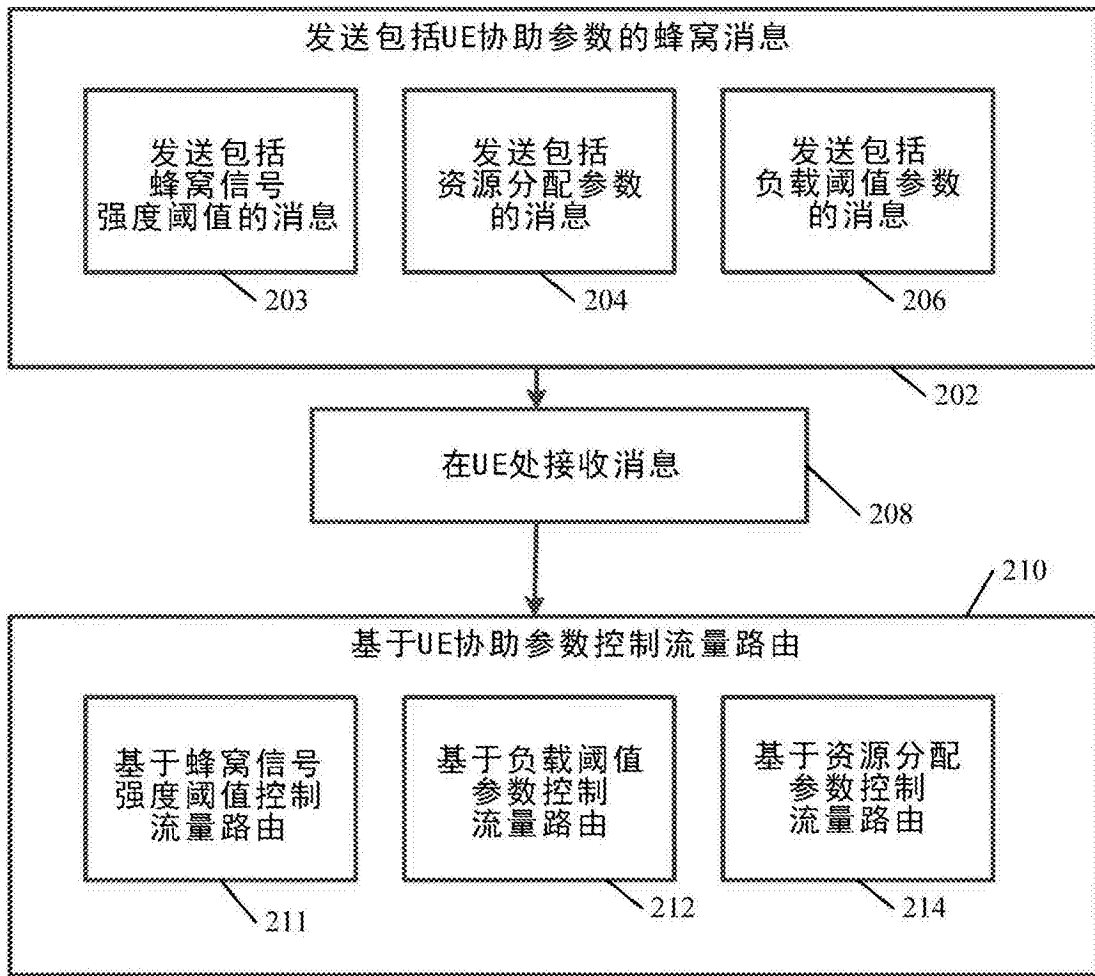 发送包括UE协助参数的蜂窝消息
发送包括
蜂窝信号
强度阈值的消息
203
发送包括
资源分配参数
的消息
204
发送包括
负载阈值参数
的消息
206
202
在UE处接收消息
208
210
基于UE协助参数控制流量路由
基于蜂窝信号
强度阈值控制
流量路由
211
基于负载阈值
参数控制
流量路由
212
基于资源分配
参数控制
流量路由
214